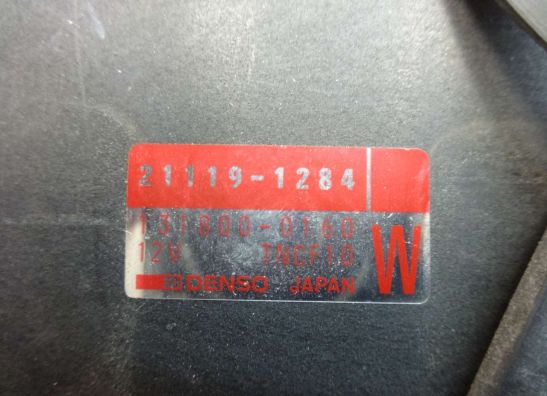 21119-1284
131800-0160
12V TNCF10
W
DENSO JAPAN